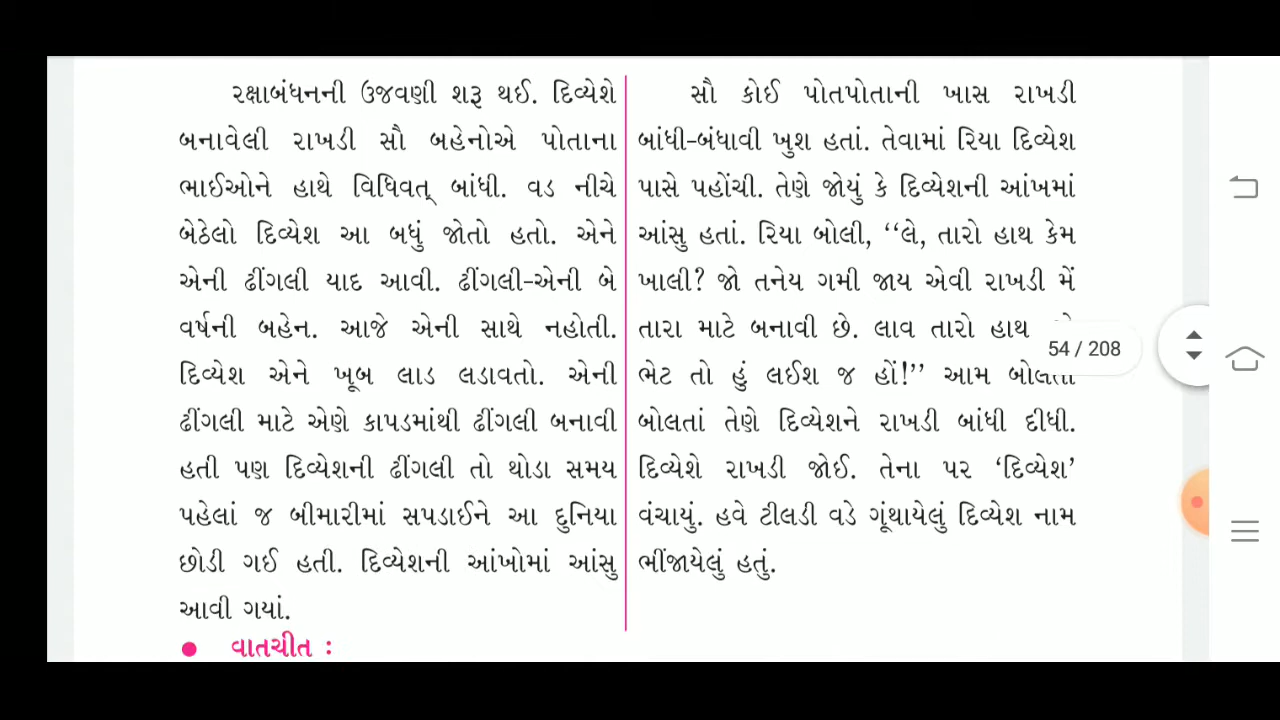 રક્ષાબંધનની ઉજવણી શરૂ થઈ. દિવ્યેશે
બનાવેલી રાખડી સૌ બહેનોએ પોતાના
ભાઈઓને હાથે વિધિવત્ બાંધી. વડ નીચે
બેઠેલો દિવ્યેશ આ બધું જોતો હતો. એને
એની ઢીંગલી યાદ આવી. ઢીંગલી-એની બે
વર્ષની બહેન. આજે એની સાથે નહોતી.
દિવ્યેશ એને ખૂબ લાડ લડાવતો. એની
ઢીંગલી માટે એણે કાપડમાંથી ઢીંગલી બનાવી
હતી પણ દિવ્યેશની ઢીંગલી તો થોડા સમય
પહેલાં જ બીમારીમાં સપડાઈને આ દુનિયા
છોડી ગઈ હતી. દિવ્યેશની આંખોમાં આંસુ
આવી ગયાં.
સૌ કોઈ પોતપોતાની ખાસ રાખડી
બાંધી-બંધાવી ખુશ હતાં. તેવામાં રિયા દિવ્યેશ
પાસે પહોંચી. તેણે જોયું કે દિવ્યેશની આંખમાં
આંસુ હતાં. રિયા બોલી, ‘‘લે, તારો હાથ કેમ
ખાલી? જો તનેય ગમી જાય એવી રાખડી મેં
તારા માટે બનાવી છે. લાવ તારો હાથ
ભેટ તો હું લઈશ જ હોં!’’ આમ બોલતાં
બોલતાં તેણે દિવ્યેશને રાખડી બાંધી દીધી.
દિવ્યેશે રાખડી જોઈ. તેના પર ‘દિવ્યેશ’
વંચાયું. હવે ટીલડી વડે ગૂંથાયેલું દિવ્યેશ નામ
ભીંજાયેલું હતું.
54 / 208
● વાતચીત :